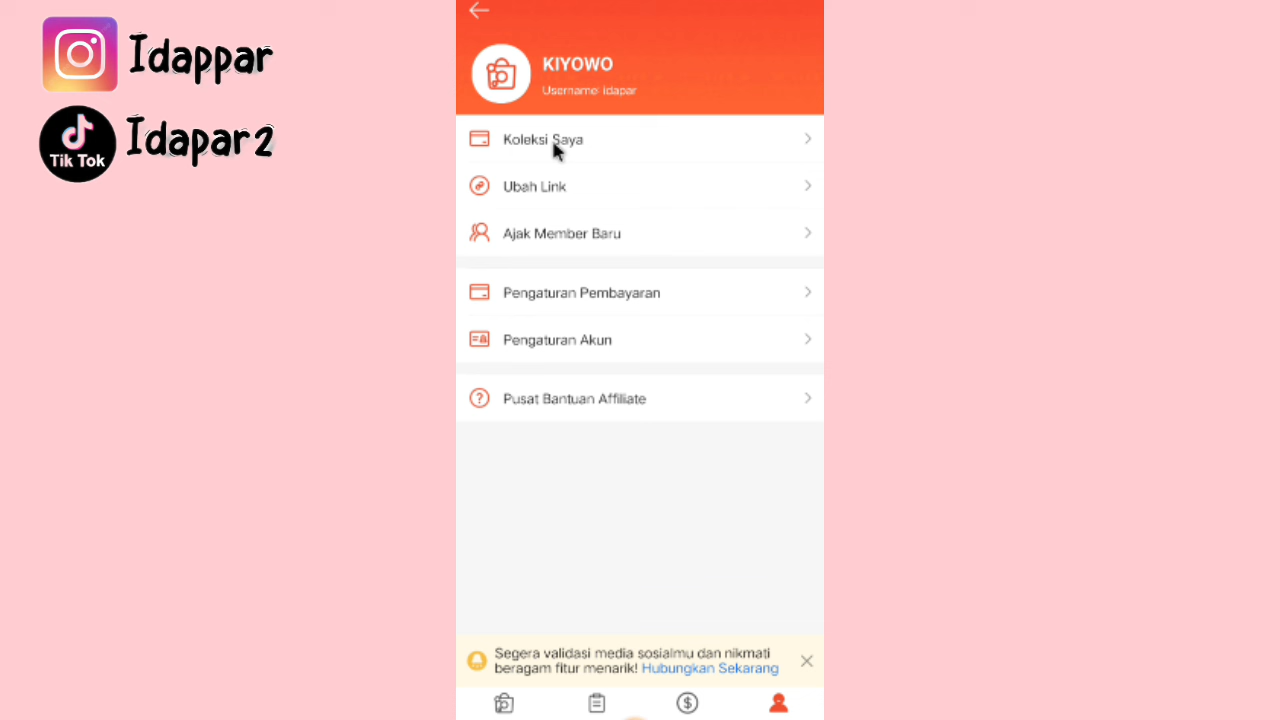 Idappar
Tik Tok
Idapar2
KIYOWO
Username: idapar
Koleksi Saya
Ubah Link
Ajak Member Baru
Pengaturan Pembayaran
Pengaturan Akun
Pusat Bantuan Affiliate
Segera validasi media sosialmu dan nikmati
beragam fitur menarik! Hubungkan Sekarang